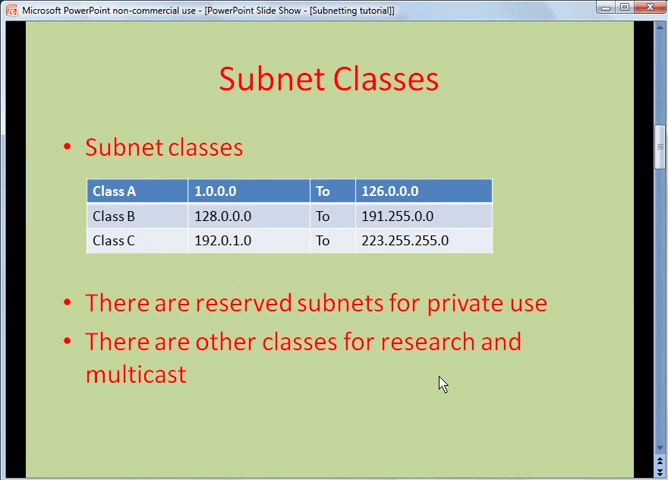 Microsoft PowerPoint non-commercial use - [PowerPoint Slide Show - [Subnetting tutorial]]
Subnet Classes
• Subnet classes
Class A 1.0.0.0 To 126.0.0.0
Class B 128.0.0.0 To 191.255.0.0
Class C 192.0.1.0 To 223.255.255.0
• There are reserved subnets for private use
• There are other classes for research and
multicast